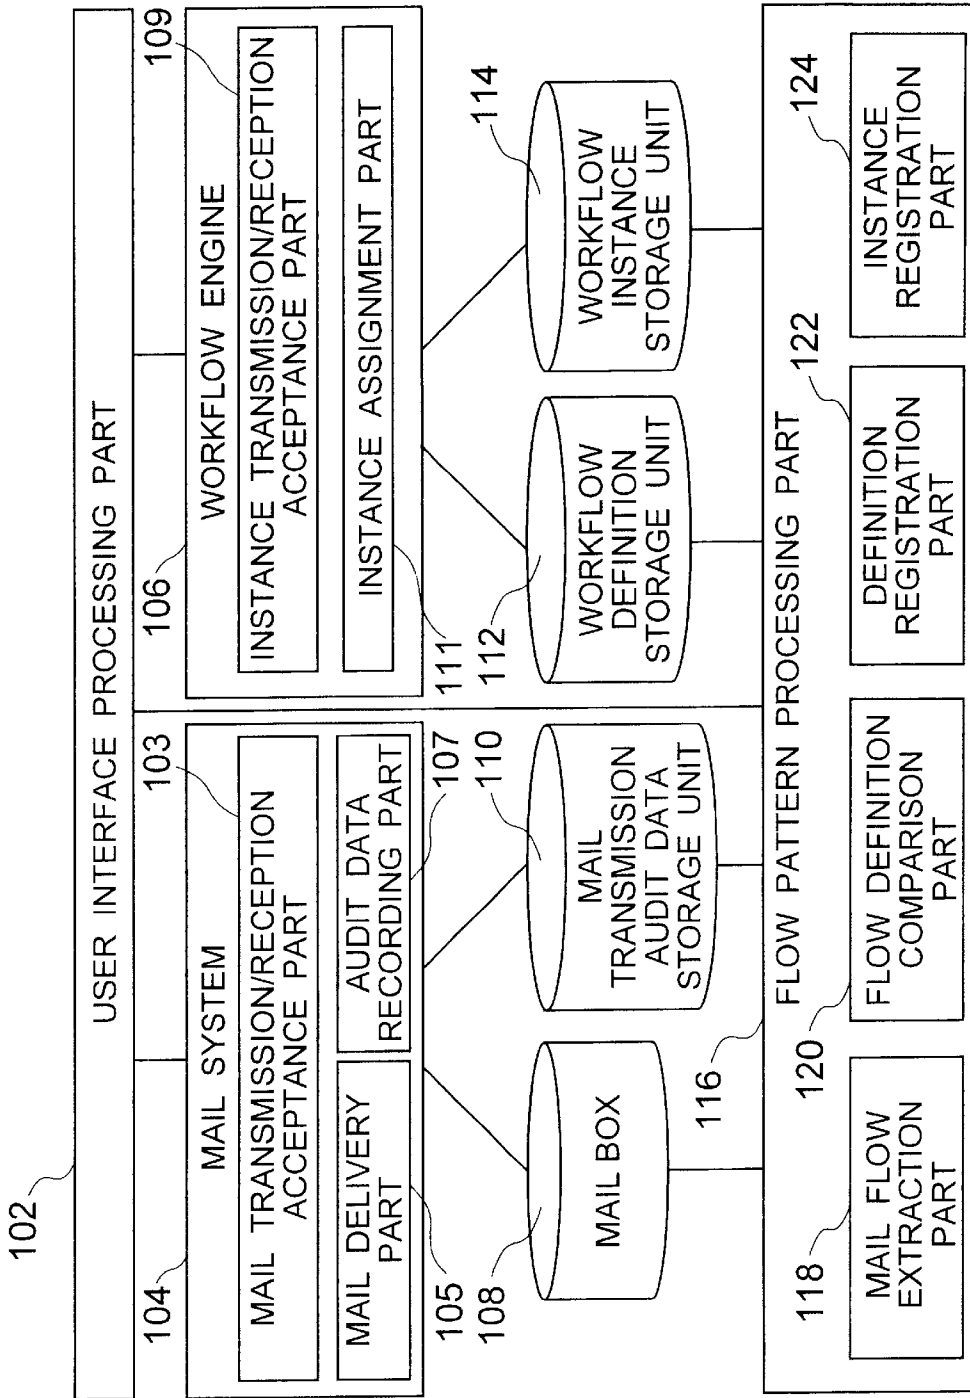 102
USER INTERFACE PROCESSING PART
104
MAIL SYSTEM
103
MAIL TRANSMISSION/RECEPTION
ACCEPTANCE PART
MAIL DELIVERY
PART
AUDIT DATA
RECORDING PART
105
107
106
WORKFLOW ENGINE
109
INSTANCE TRANSMISSION/RECEPTION
ACCEPTANCE PART
INSTANCE ASSIGNMENT PART
111
108
MAIL BOX
110
MAIL
TRANSMISSION
AUDIT DATA
STORAGE UNIT
112
WORKFLOW
DEFINITION
STORAGE UNIT
114
WORKFLOW
INSTANCE
STORAGE UNIT
116
FLOW PATTERN PROCESSING PART
118
MAIL FLOW
EXTRACTION
PART
120
FLOW DEFINITION
COMPARISON
PART
122
DEFINITION
REGISTRATION
PART
124
INSTANCE
REGISTRATION
PART